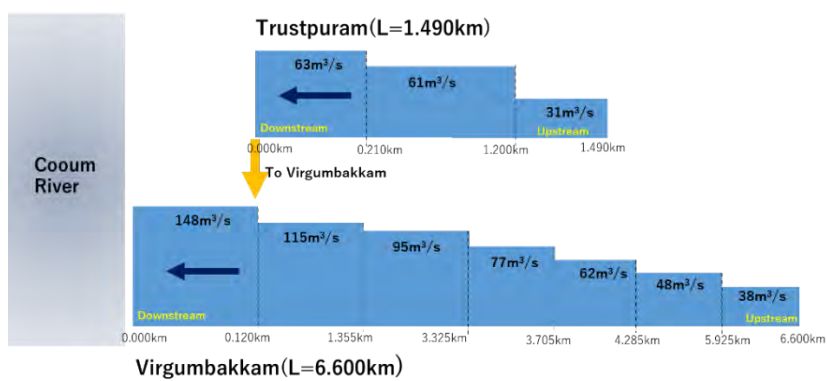 Trustpuram(L=1.490km)
63m³/s
61m³/s
31m³/s
Downstream
Upstream
0.000km
0.210km
1.200km
1.490km
Cooum
River
To Virgumbakkam
148m³/s
115m³/s
95m³/s
77m³/s
62m³/s
48m³/s
38m³/s
Downstream
Upstream
0.000km
0.120km
1.355km
3.325km
3.705km
4.285km
5.925km
6.600km
Virgumbakkam(L=6.600km)